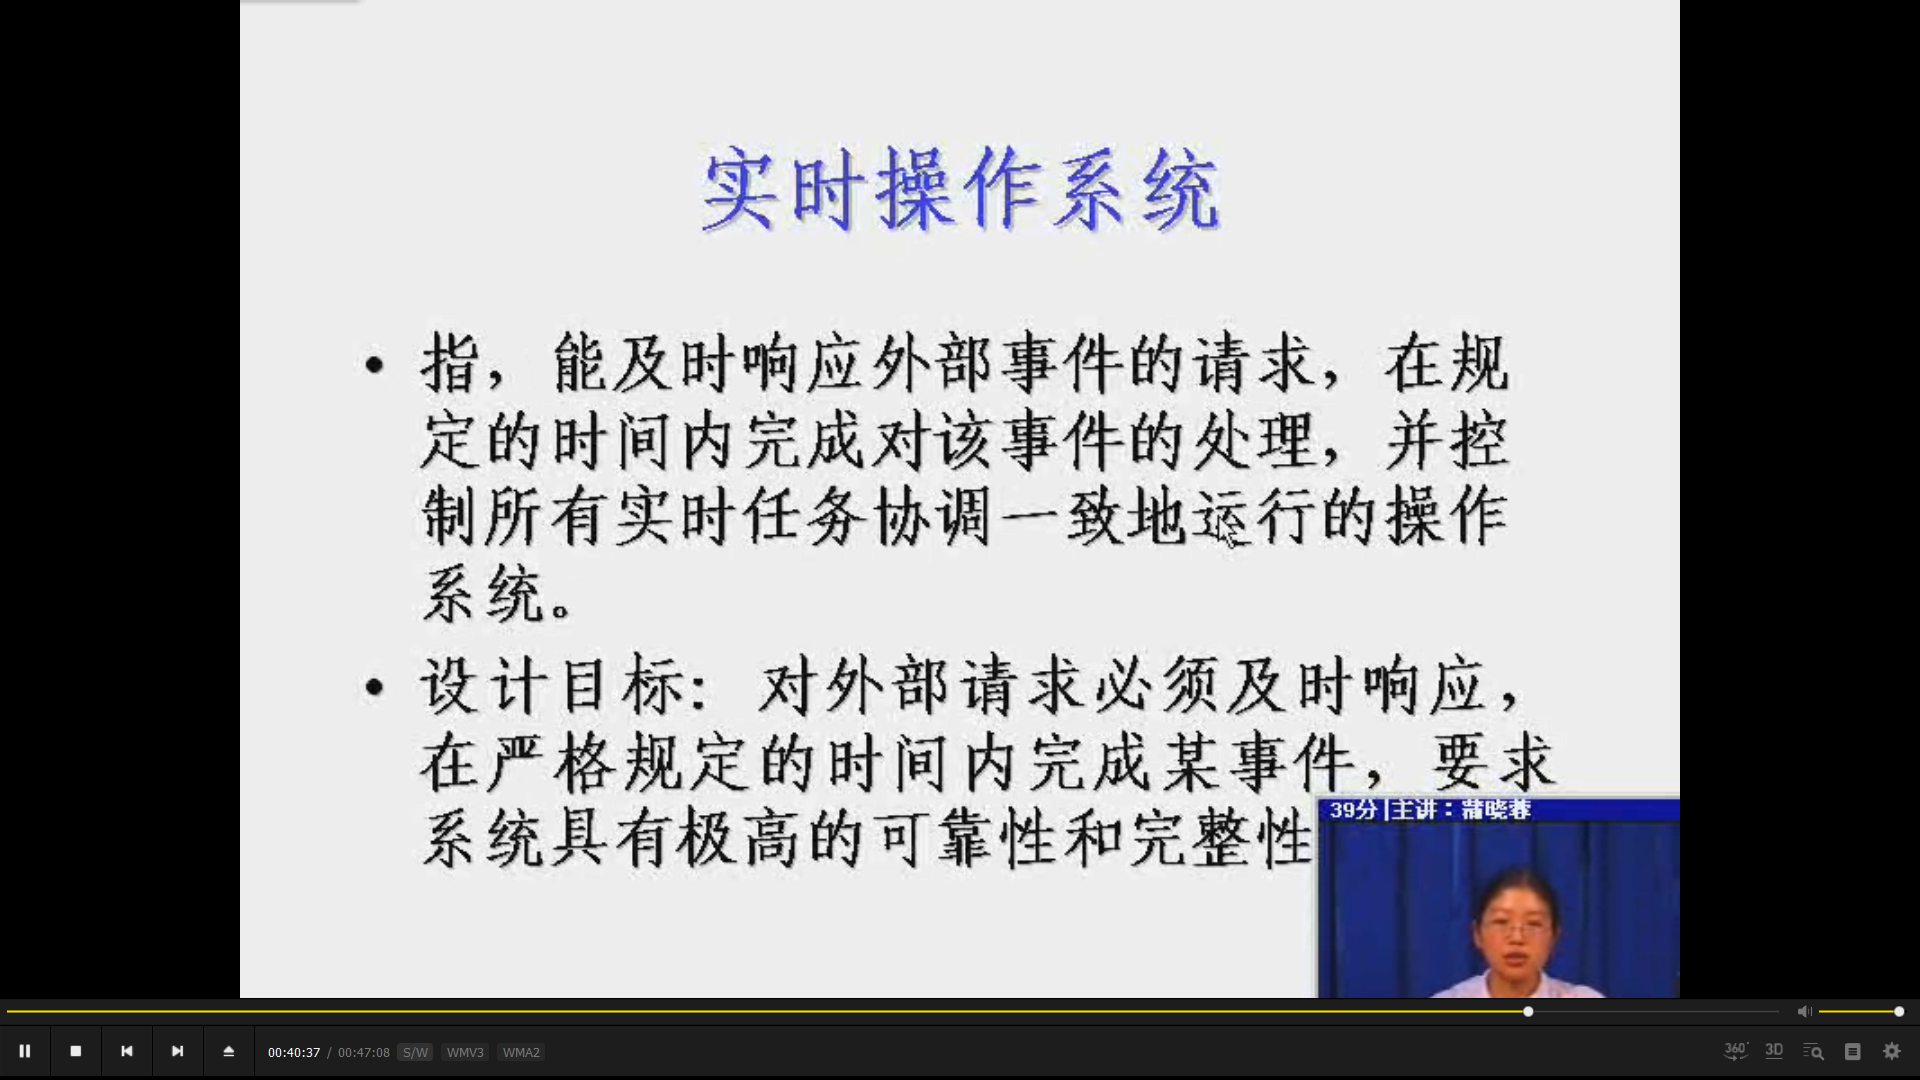 实时操作系统
• 指，能及时响应外部事件的请求，在规
定的时间内完成对该事件的处理，并控
制所有实时任务协调一致地运行的操作
系统。
• 设计目标：对外部请求必须及时响应，
在严格规定的时间内完成某事件，要求
系统具有极高的可靠性和完整性
39分|主讲：蒲晓蓉
00:40:37 / 00:47:08 S/W WMV3 WMA2
360° 3D